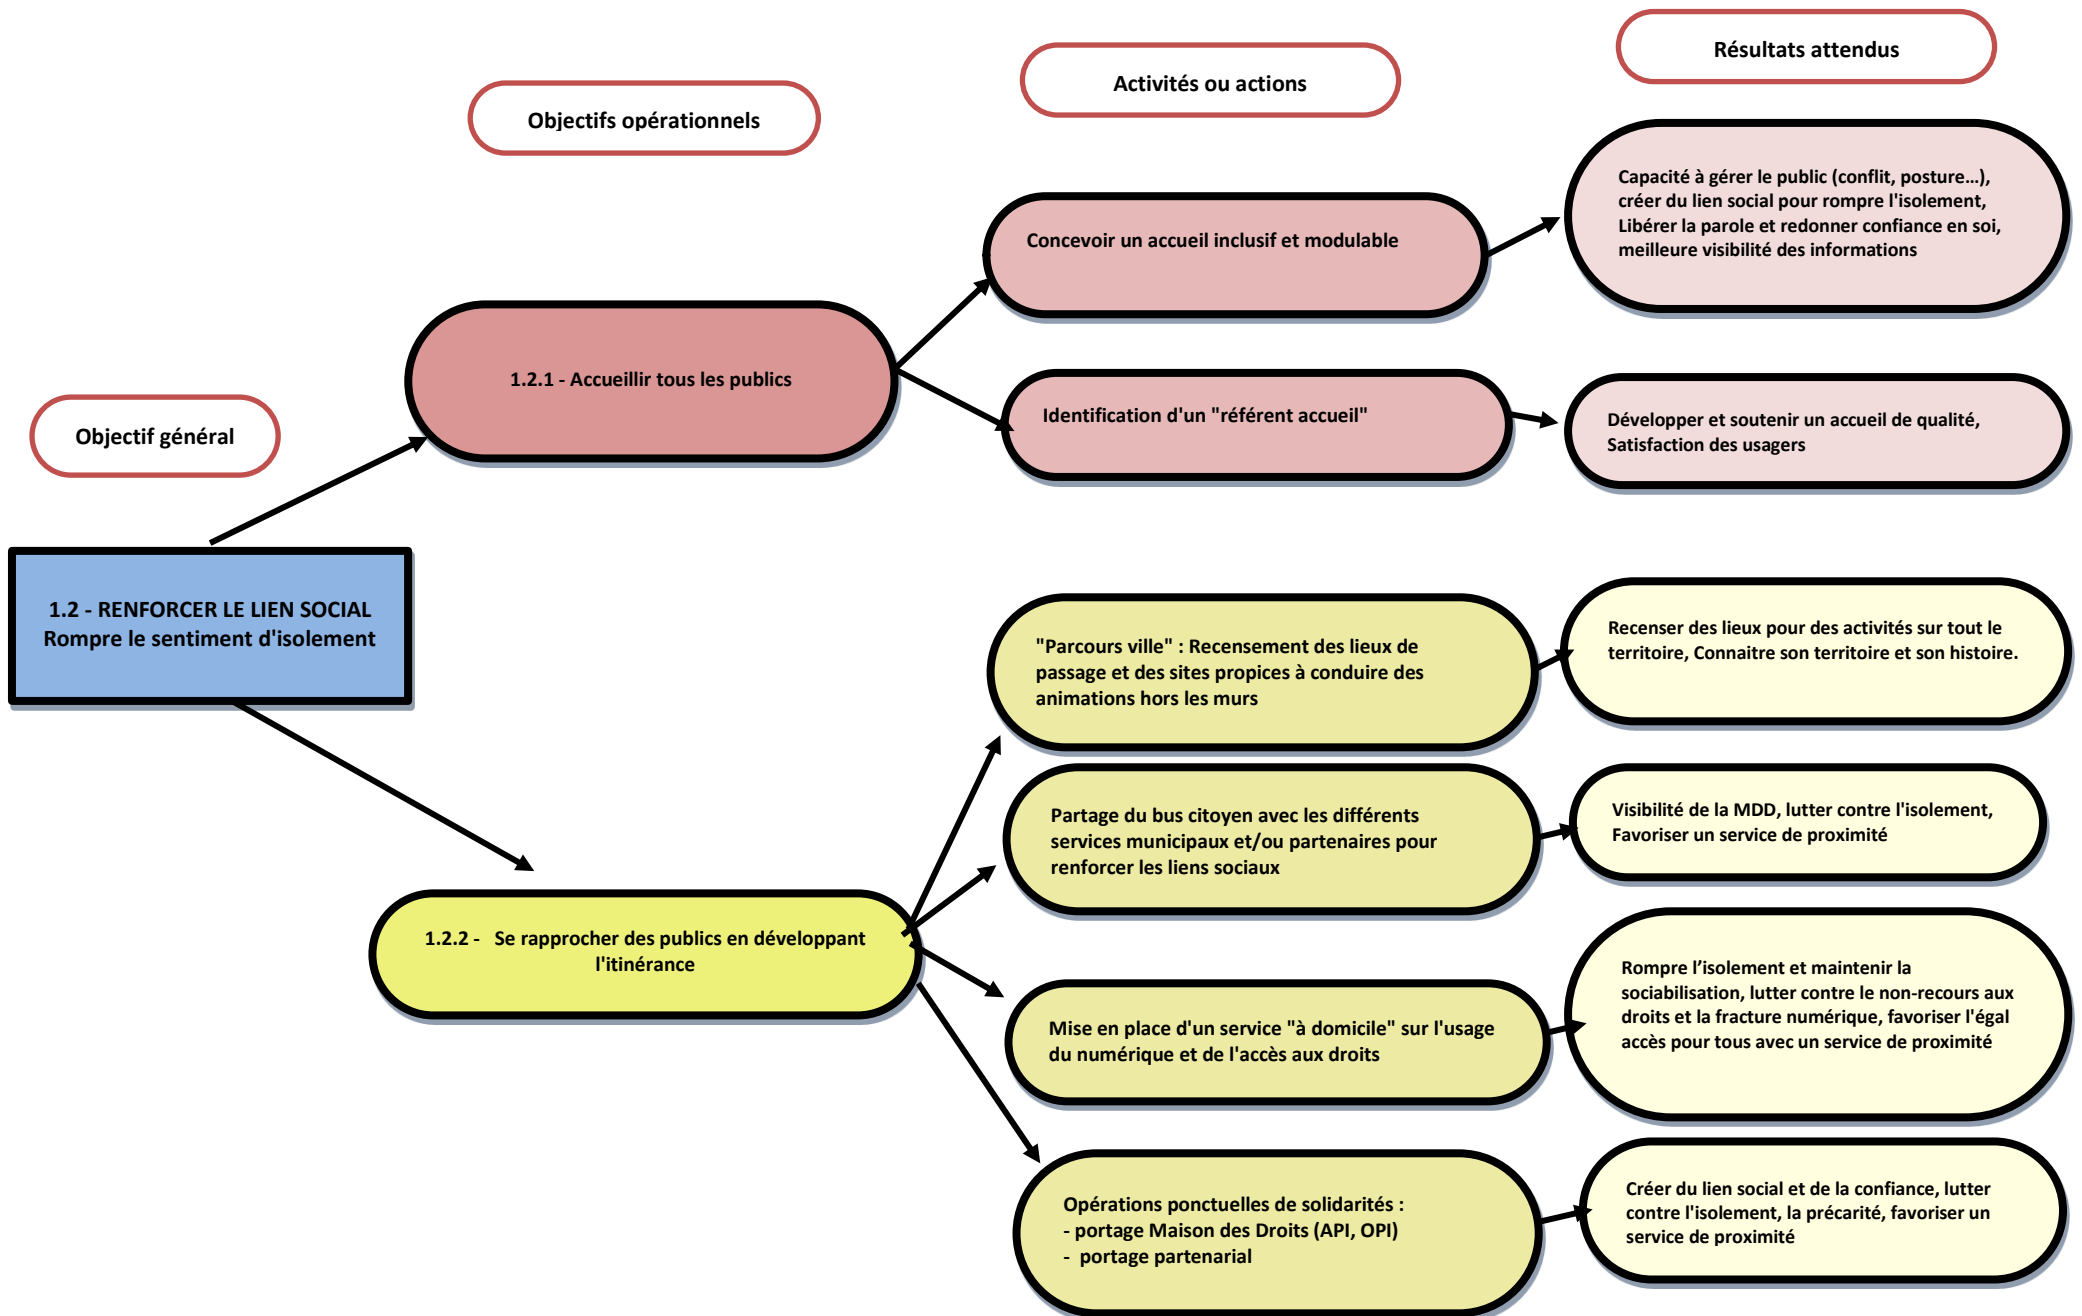 Résultats attendus
Activités ou actions
Objectifs opérationnels
Objectif général
1.2 - RENFORCER LE LIEN SOCIAL
Rompre le sentiment d'isolement
1.2.1 - Accueillir tous les publics
Concevoir un accueil inclusif et modulable
Capacité à gérer le public (conflit, posture...),
créer du lien social pour rompre l'isolement,
Libérer la parole et redonner confiance en soi,
meilleure visibilité des informations
Identification d'un "référent accueil"
Développer et soutenir un accueil de qualité,
Satisfaction des usagers
1.2.2 - Se rapprocher des publics en développant
l'itinérance
"Parcours ville" : Recensement des lieux de
passage et des sites propices à conduire des
animations hors les murs
Recenser des lieux pour des activités sur tout le
territoire, Connaitre son territoire et son histoire.
Partage du bus citoyen avec les différents
services municipaux et/ou partenaires pour
renforcer les liens sociaux
Visibilité de la MDD, lutter contre l'isolement,
Favoriser un service de proximité
Mise en place d'un service "à domicile" sur l'usage
du numérique et de l'accès aux droits
Rompre l’isolement et maintenir la
sociabilisation, lutter contre le non-recours aux
droits et la fracture numérique, favoriser l'égal
accès pour tous avec un service de proximité
Opérations ponctuelles de solidarités :
- portage Maison des Droits (API, OPI)
- portage partenarial
Créer du lien social et de la confiance, lutter
contre l'isolement, la précarité, favoriser un
service de proximité